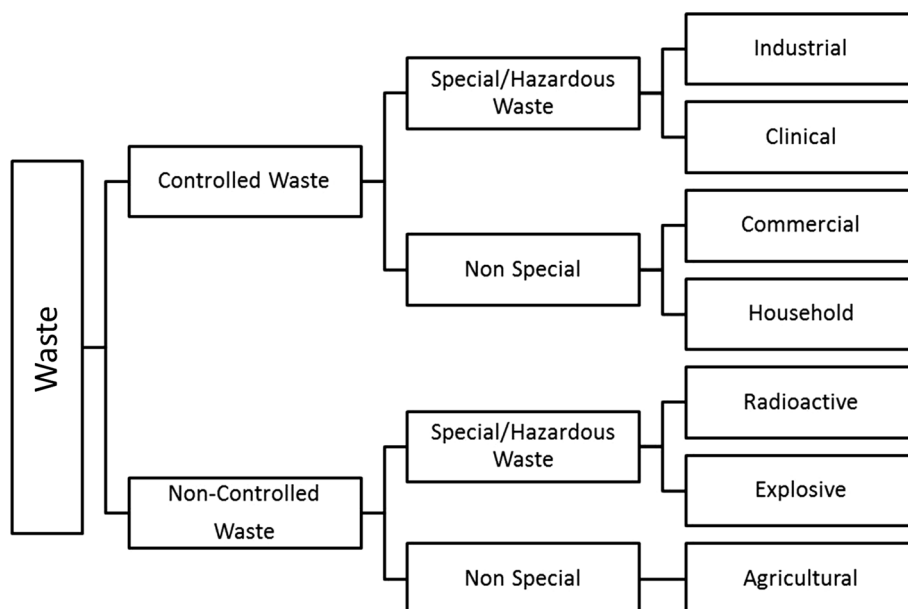 Waste
Controlled Waste
Special/Hazardous
Waste
Industrial
Clinical
Non Special
Commercial
Household
Non-Controlled
Waste
Special/Hazardous
Waste
Radioactive
Explosive
Non Special
Agricultural